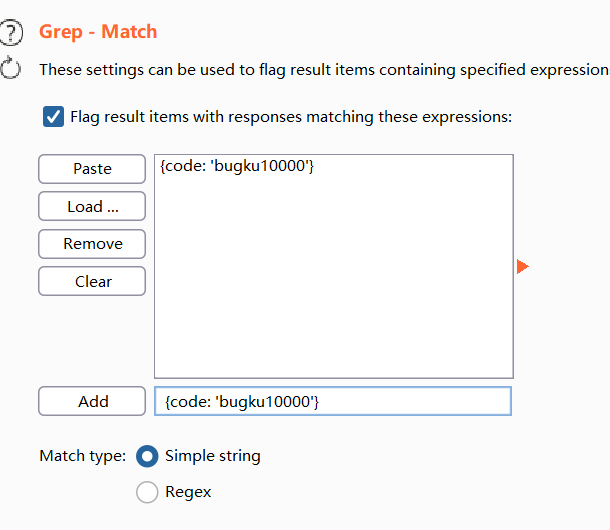 ?
Grep - Match
These settings can be used to flag result items containing specified expression
Flag result items with responses matching these expressions:
Paste
{code: 'bugku10000'}
Load ...
Remove
Clear
Add
{code: 'bugku10000'}
Match type:
Simple string
Regex